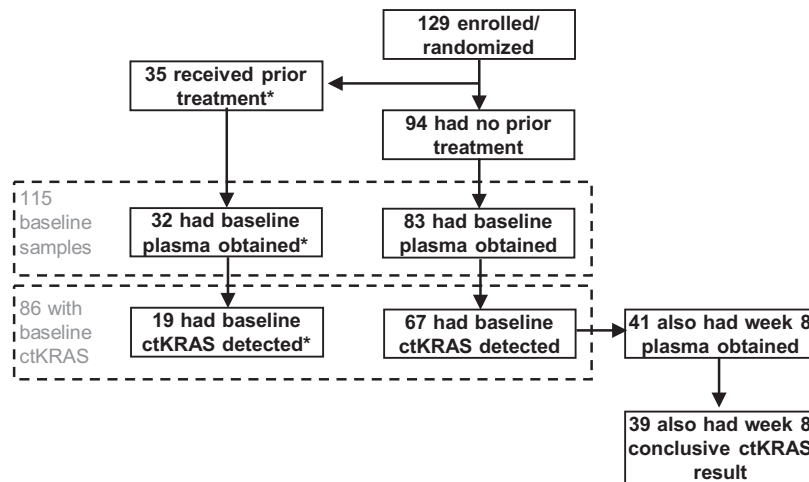 129 enrolled/
randomized
35 received prior
treatment*
94 had no prior
treatment
115
baseline
samples
32 had baseline
plasma obtained*
83 had baseline
plasma obtained
86 with
baseline
ctKRAS
19 had baseline
ctKRAS detected*
67 had baseline
ctKRAS detected
41 also had week 8
plasma obtained
39 also had week 8
conclusive ctKRAS
result